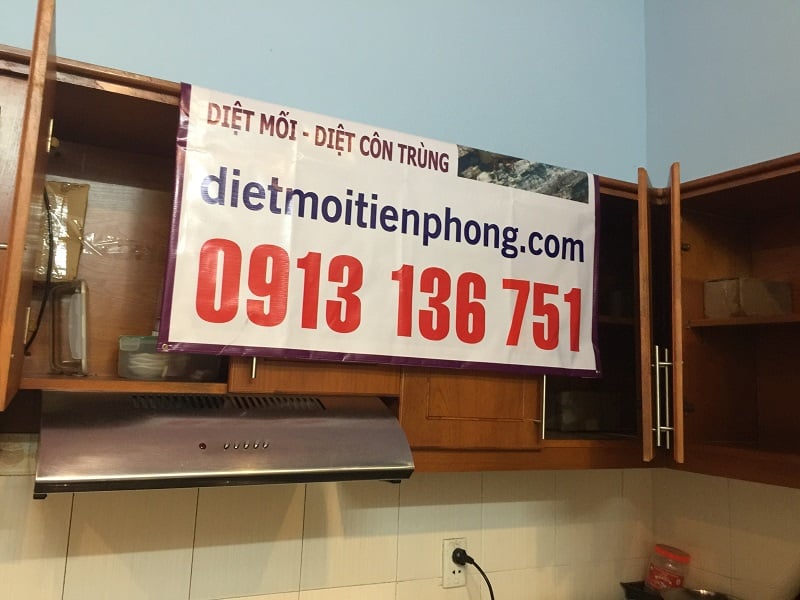 DIỆT MỐI - DIỆT CÔN TRÙNG
dietmoitienphong.com
0913 136 751